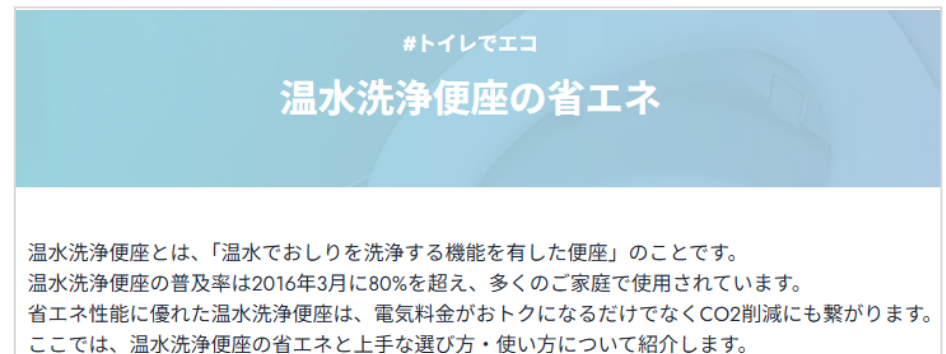 #トイレでエコ
温水洗浄便座の省エネ
温水洗浄便座とは、「温水でおしりを洗浄する機能を有した便座」のことです。
温水洗浄便座の普及率は2016年3月に80%を超え、多くのご家庭で使用されています。
省エネ性能に優れた温水洗浄便座は、電気料金がおトクになるだけでなくCO2削減にも繋がります。
ここでは、温水洗浄便座の省エネと上手な選び方・使い方について紹介します。